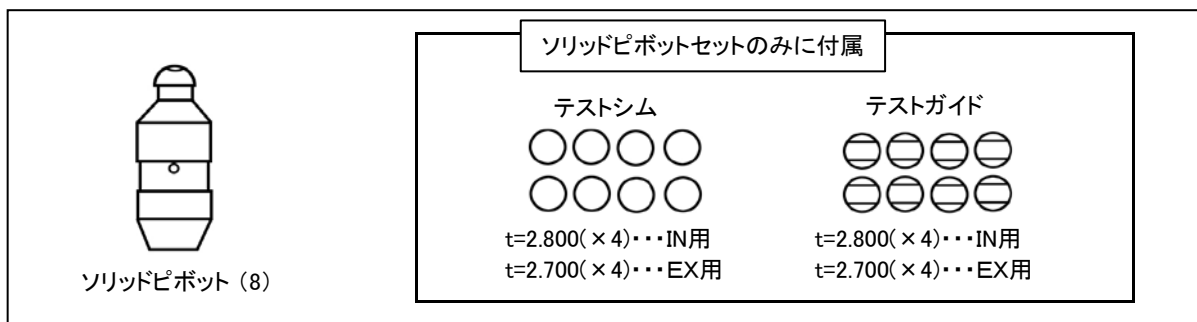 ソリッドピボットセットのみに付属
テストシム
テストガイド
t=2.800(×4)・・・IN用
t=2.700(×4)・・・EX用
t=2.800(×4)・・・IN用
t=2.700(×4)・・・EX用
ソリッドピボット (8)